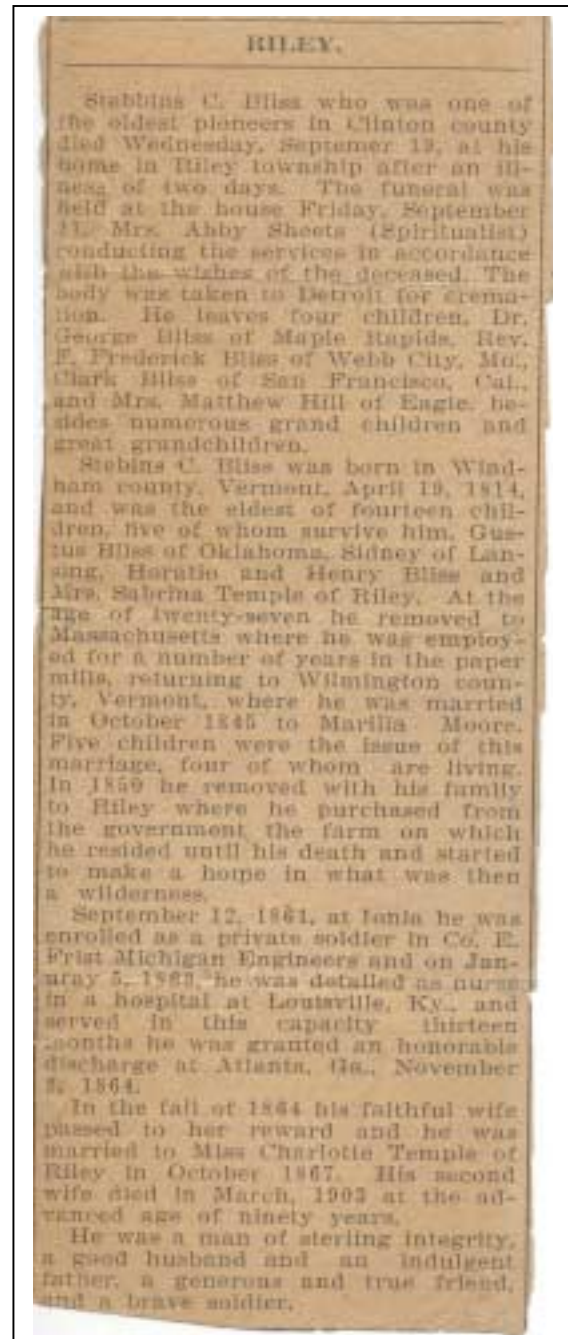 RILEY.
Stabbins C. Bliss who was one of
the oldest pioneers in Clinton county
died Wednesday, Septemer 19, at his
home in Riley township after an ill-
ness of two days. The funeral was
held at the house Friday, September
Mrs. Abby Sheets (Spiritualist)
conducting the services in accordance
with the wishes of the deceased. The
body was taken to Detroit for crema-
tion. He leaves four children, Dr.
George Bliss of Maple Rapids, Rev.
F. Frederick Bliss of Webb City, Mo.,
Clark Bliss of San Francisco, Cal.,
and Mrs. Matthew Hill of Eagle, be-
sides numerous grand children and
great grandchildren.
Stebins C. Bliss was born in Wind-
ham county, Vermont, April 19, 1814,
and was the eldest of fourteen chil-
dren, five of whom survive him, Gus-
tus Bliss of Oklahoma, Sidney of Lan-
sing, Horatio and Henry Bliss and
Mrs. Sabrina Temple of Riley. At the
age of twenty-seven he removed to
Massachusetts where he was employ-
ed for a number of years in the paper
mills, returning to Wilmington coun-
ty, Vermont, where he was married
in October 1845 to Marilla Moore.
Five children were the issue of this
marriage, four of whom are living.
In 1850 he removed with his family
to Riley where he purchased from
the government the farm on which
he resided until his death and started
to make a home in what was then
a wilderness.
September 12, 1861, at Ionia he was
enrolled as a private soldier in Co. E.
Frist Michigan Engineers and on Jan-
uray 5, 1863, he was detailed as nurse
in a hospital at Louisville, Ky., and
served in this capacity thirteen
months he was granted an honorable
discharge at Atlanta, Ga., November
1864.
In the fall of 1864 his faithful wife
passed to her reward and he was
married to Miss Charlotte Temple of
Riley in October 1867. His second
wife died in March, 1903 at the ad-
vanced age of ninety years.
He was a man of sterling integrity,
a good husband and an indulgent
father, a generous and true friend,
and a brave soldier.